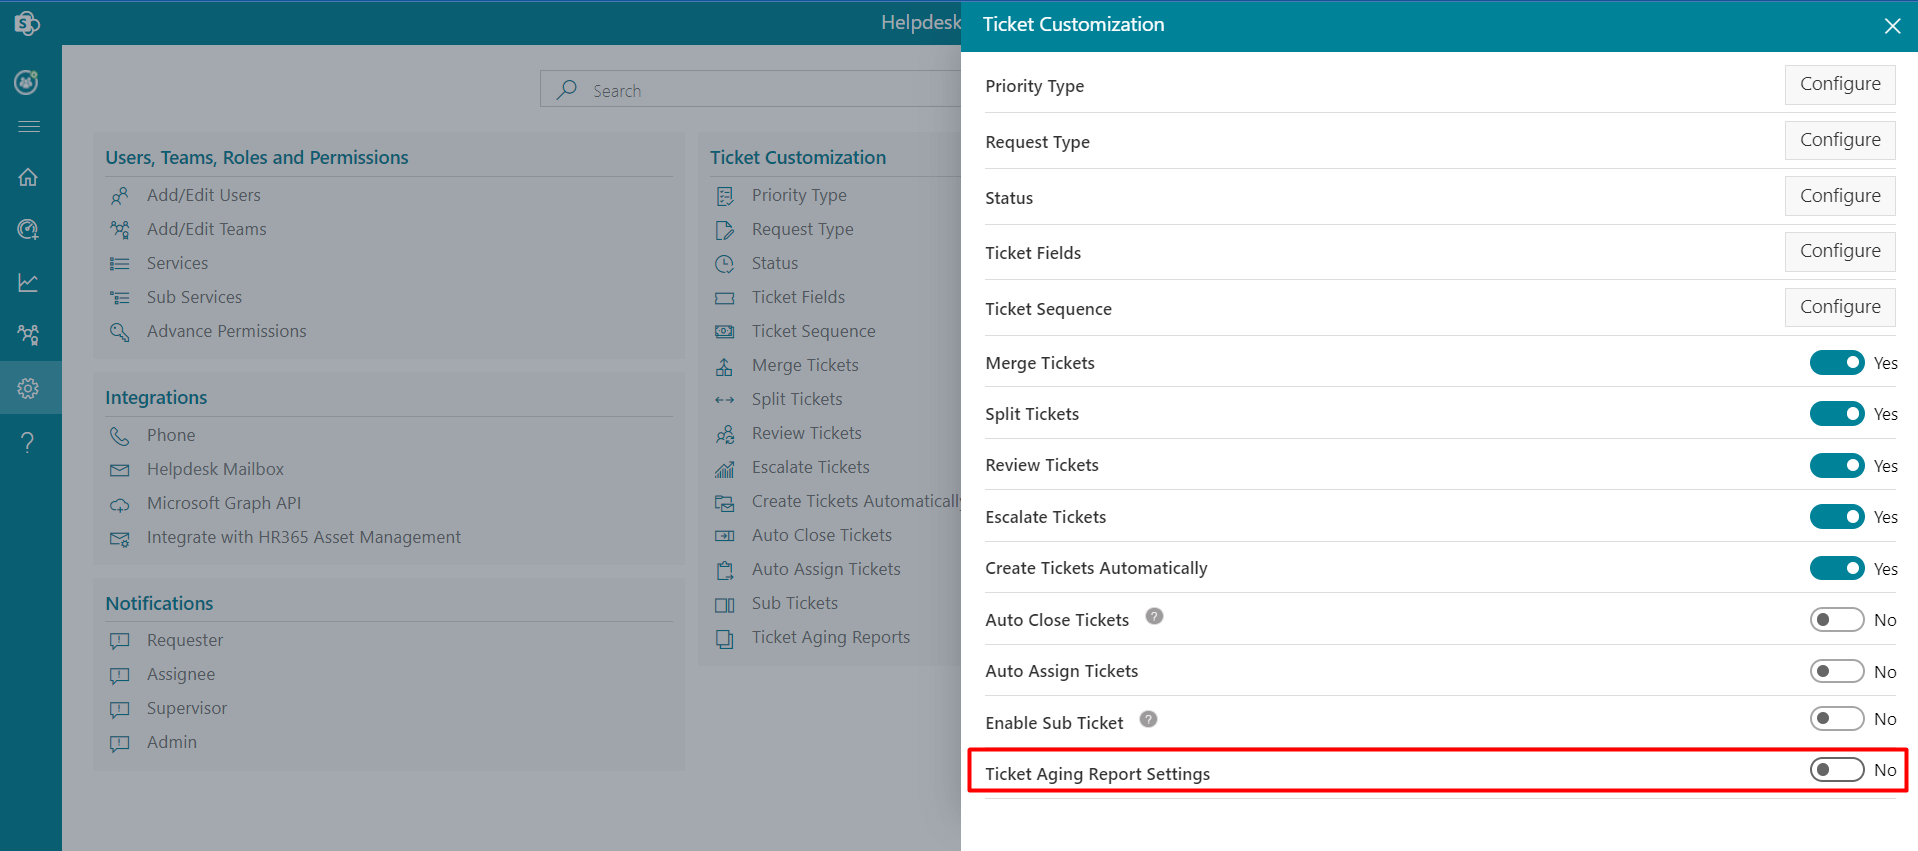 Helpdesk
Search
Users, Teams, Roles and Permissions
Add/Edit Users
Add/Edit Teams
Services
Sub Services
Advance Permissions
Integrations
Phone
Helpdesk Mailbox
Microsoft Graph API
Integrate with HR365 Asset Management
Notifications
Requester
Assignee
Supervisor
Admin
Ticket Customization
Priority Type
Request Type
Status
Ticket Fields
Ticket Sequence
Merge Tickets
Split Tickets
Review Tickets
Escalate Tickets
Create Tickets Automatically
Auto Close Tickets
Auto Assign Tickets
Sub Tickets
Ticket Aging Reports
Ticket Customization
Priority Type Configure
Request Type Configure
Status Configure
Ticket Fields Configure
Ticket Sequence Configure
Merge Tickets Yes
Split Tickets Yes
Review Tickets Yes
Escalate Tickets Yes
Create Tickets Automatically Yes
Auto Close Tickets ? No
Auto Assign Tickets No
Enable Sub Ticket ? No
Ticket Aging Report Settings No